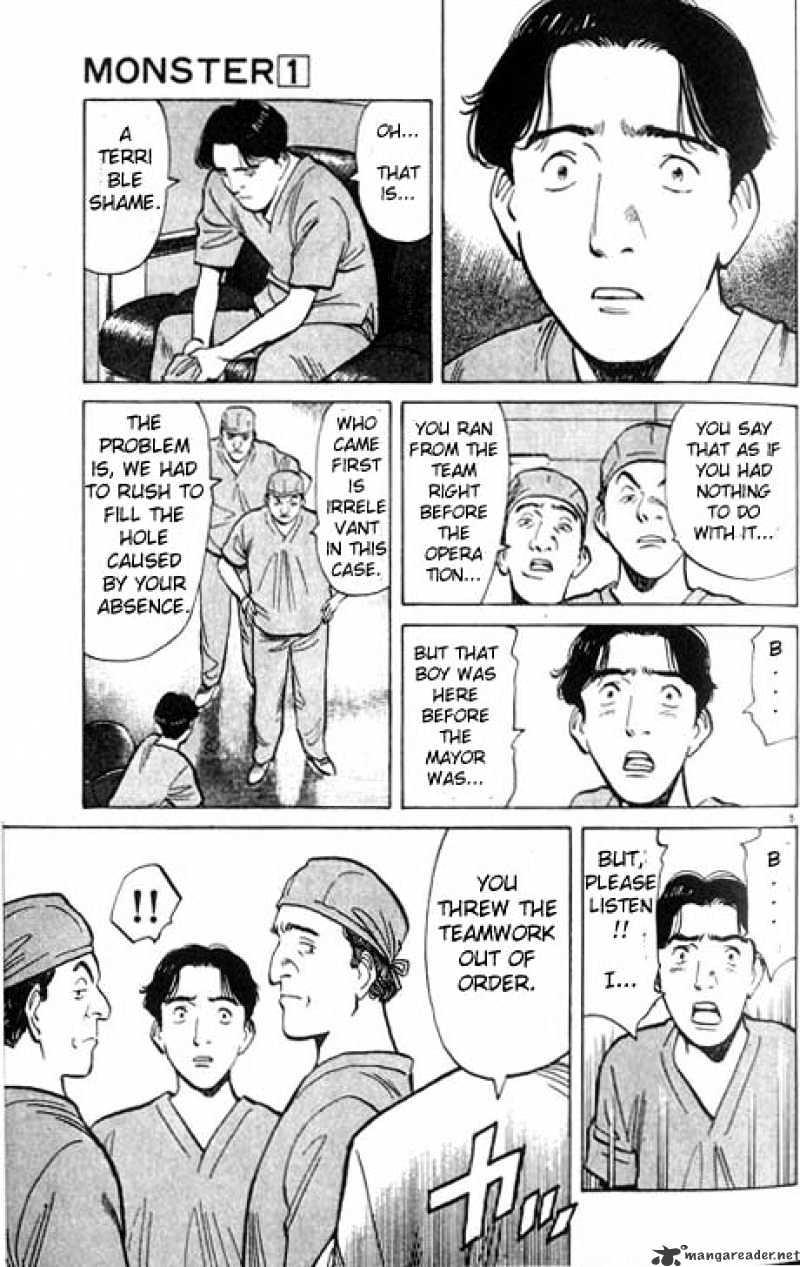 MONSTER 1
OH...
THAT
IS...
A
TERRI
BLE
SHAME.
YOU SAY
THAT AS IF
YOU HAD
NOTHING
TO DO
WITH IT...
YOU RAN
FROM THE
TEAM
RIGHT
BEFORE
THE
OPERA
TION...
B
.
.
.
.
BUT THAT
BOY WAS
HERE
BEFORE
THE
MAYOR
WAS...
WHO
CAME
FIRST
IS
IRRELE
VANT
IN THIS
CASE.
THE
PROBLEM
IS, WE HAD
TO RUSH TO
FILL THE
HOLE
CAUSED
BY YOUR
ABSENCE.
5
B
.
.
.
.
BUT,
PLEASE
LISTEN
!!
I...
YOU
THREW THE
TEAMWORK
OUT OF
ORDER.
!!
カッ
mangareader.net